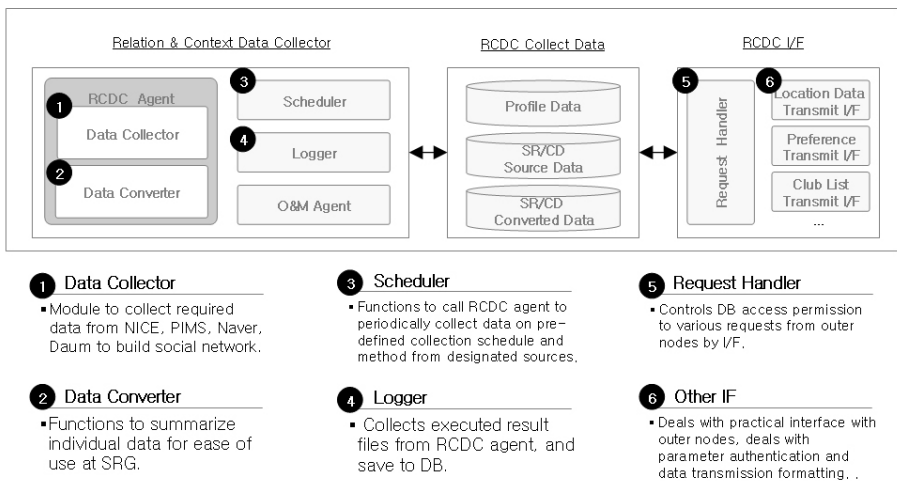 Relation & Context Data Collector
RCDC Collect Data
RCDC I/F
RCDC Agent
1
Data Collector
2
Data Converter
3
Scheduler
4
Logger
O&M Agent
Profile Data
SR/CD
Source Data
SR/CD
Converted Data
5
Request Handler
6
Location Data
Transmit I/F
Preference
Transmit I/F
Club List
Transmit I/F
...
1 Data Collector
▪ Module to collect required
data from NICE, PIMS, Naver,
Daum to build social network.
2 Data Converter
▪ Functions to summarize
individual data for ease of
use at SRG.
3 Scheduler
▪ Functions to call RCDC agent to
periodically collect data on pre-
defined collection schedule and
method from designated sources.
4 Logger
▪ Collects executed result
files from RCDC agent, and
save to DB.
5 Request Handler
▪ Controls DB access permission
to various requests from outer
nodes by I/F.
6 Other IF
▪ Deals with practical interface with
outer nodes, deals with
parameter authentication and
data transmission formatting. .